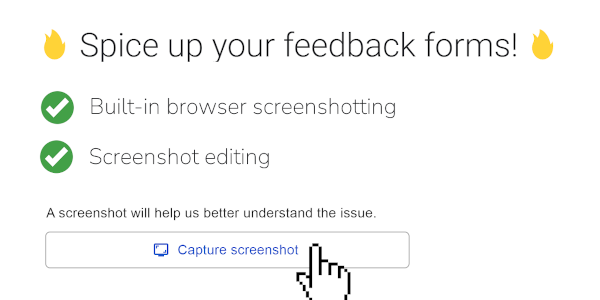 Spice up your feedback forms!
Built-in browser screenshotting
Screenshot editing
A screenshot will help us better understand the issue.
Capture screenshot